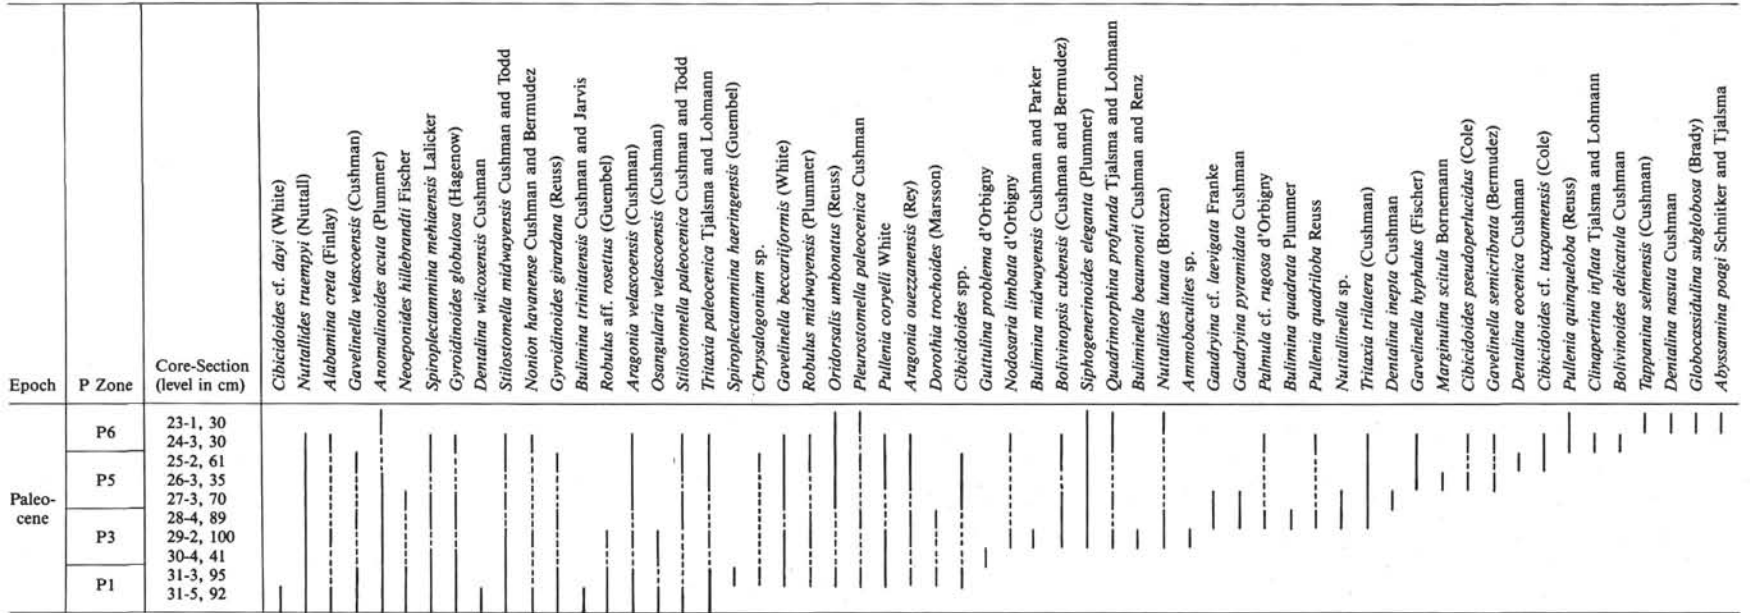 Epoch
P Zone
Core-Section
(level in cm)
Cibicidoides cf. dayi (White)
Nuttallides truempyi (Nuttall)
Alabamina creta (Finlay)
Gavelinella velascoensis (Cushman)
Anomalinoides acuta (Plummer)
Neoeponides hillebrandti Fischer
Spiroplectammina mehiaensis Lalicker
Gyroidinoides globulosa (Hagenow)
Dentalina wilcoxensis Cushman
Stilostomella midwayensis Cushman and Todd
Nonion havanense Cushman and Bermudez
Gyroidinoides girardana (Reuss)
Bulimina trinitatensis Cushman and Jarvis
Robulus aff. rosettus (Guembel)
Aragonia velascoensis (Cushman)
Osangularia velascoensis (Cushman)
Stilostomella paleocenica Cushman and Todd
Tritaxia paleocenica Tjalsma and Lohmann
Spiroplectammina haeringensis (Guembel)
Chrysalogonium sp.
Gavelinella beccariiformis (White)
Robulus midwayensis (Plummer)
Oridorsalis umbonatus (Reuss)
Pleurostomella paleocenica Cushman
Pullenia coryelli White
Aragonia ouezzanensis (Rey)
Dorothia trochoides (Marsson)
Cibicidoides spp.
Guttulina problema d'Orbigny
Nodosaria limbata d'Orbigny
Bulimina midwayensis Cushman and Parker
Bolivinopsis cubensis (Cushman and Bermudez)
Siphogenerinoides eleganta (Plummer)
Quadrimorphina profunda Tjalsma and Lohmann
Buliminella beaumonti Cushman and Renz
Nuttallides lunata (Brotzen)
Ammobaculites sp.
Gaudryina cf. laevigata Franke
Gaudryina pyramidata Cushman
Palmula cf. rugosa d'Orbigny
Bulimina quadrata Plummer
Pullenia quadriloba Reuss
Nuttallinella sp.
Tritaxia trilatera (Cushman)
Dentalina inepta Cushman
Gavelinella hyphalus (Fischer)
Marginulina scitula Bornemann
Cibicidoides pseudoperlucidus (Cole)
Gavelinella semicribrata (Bermudez)
Dentalina eocenica Cushman
Cibicidoides cf. tuxpamensis (Cole)
Pullenia quinqueloba (Reuss)
Clinapertina inflata Tjalsma and Lohmann
Bolivinoides delicatula Cushman
Tappanina selmensis (Cushman)
Dentalina nasuta Cushman
Globocassidulina subglobosa (Brady)
Abyssamina poagi Schnitker and Tjalsma
Paleo-
cene
P6
P5
P3
P1
23-1, 30
24-3, 30
25-2, 61
26-3, 35
27-3, 70
28-4, 89
29-2, 100
30-4, 41
31-3, 95
31-5, 92